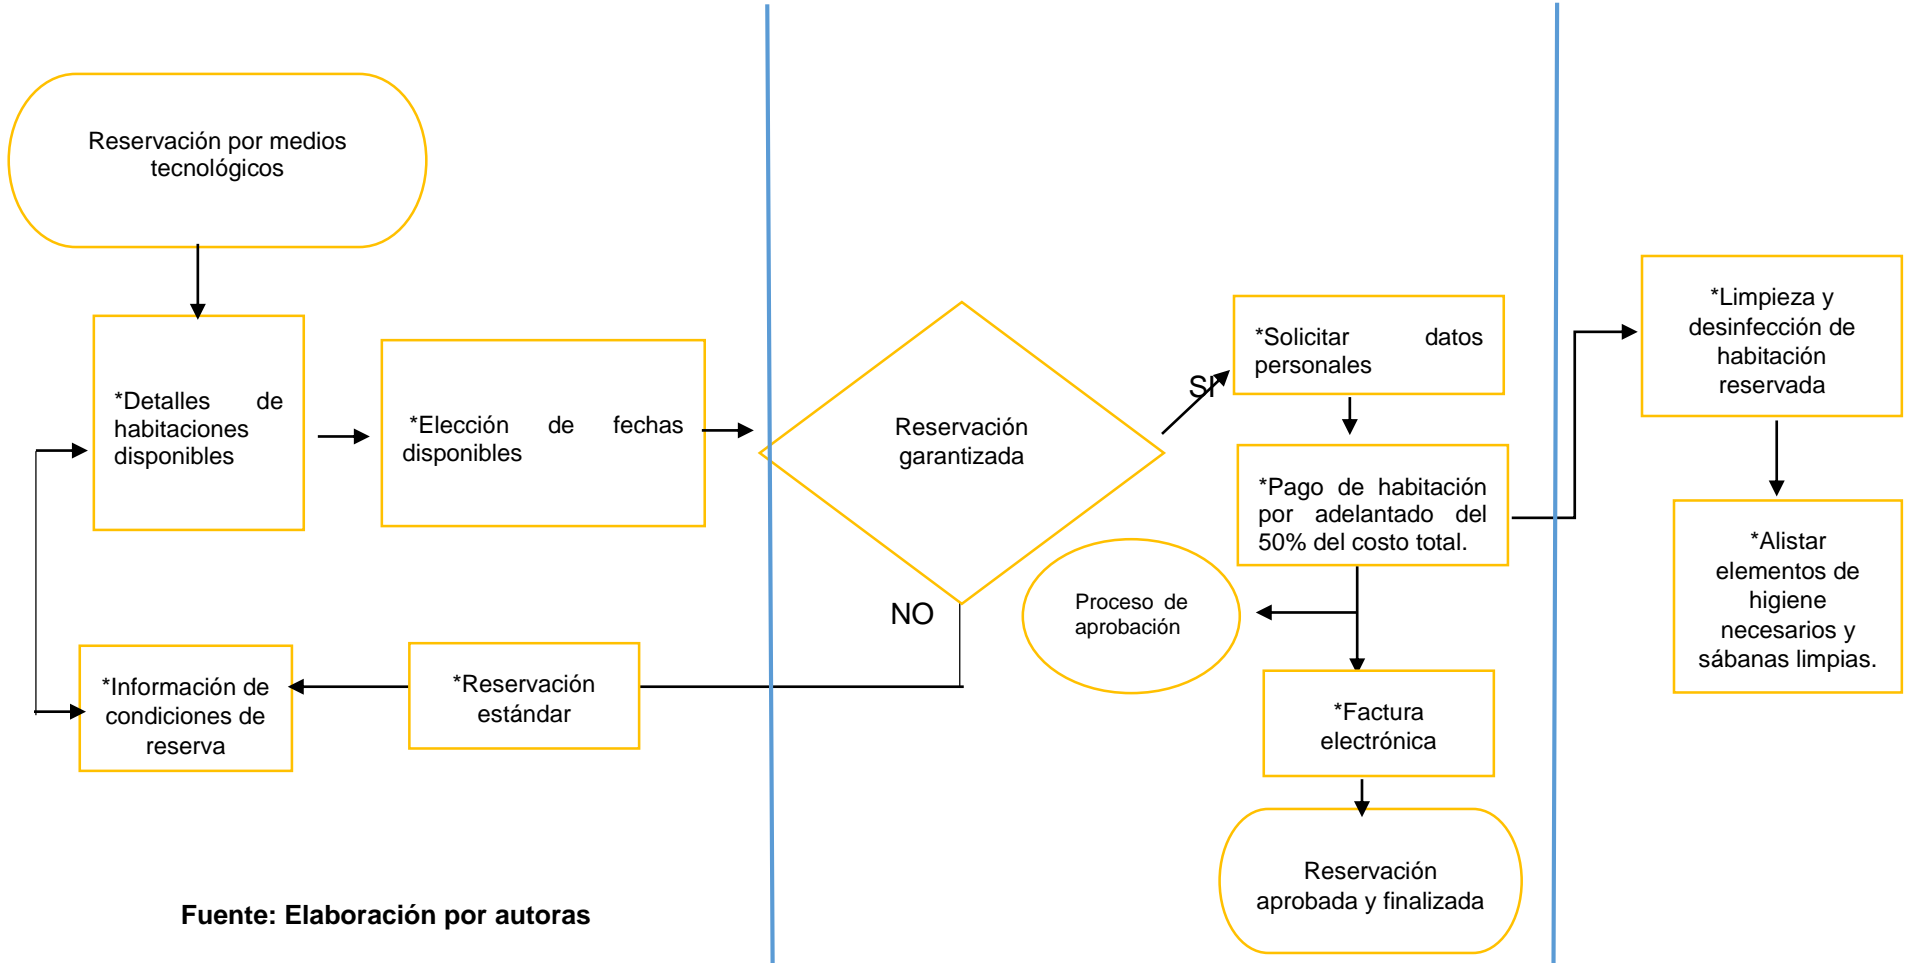 Reservación por medios
tecnológicos
*Detalles de
habitaciones
disponibles
*Elección de fechas
disponibles
Reservación
garantizada
SI
NO
*Solicitar datos
personales
*Pago de habitación
por adelantado del
50% del costo total.
Proceso de
aprobación
*Factura
electrónica
Reservación
aprobada y finalizada
*Limpieza y
desinfección de
habitación
reservada
*Alistar
elementos de
higiene
necesarios y
sábanas limpias.
*Reservación
estándar
*Información de
condiciones de
reserva
Fuente: Elaboración por autoras